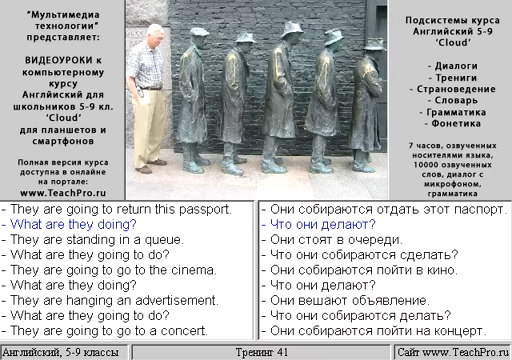 “Мультимедиа
технологии”
представляет:
ВИДЕОУРОКИ к
компьютерному
курсу
Английский для
школьников 5-9 кл.
‘Cloud’
для планшетов и
смартфонов
Полная версия курса
доступна в онлайне
на портале:
www.TeachPro.ru
Подсистемы курса
Английский 5-9
‘Cloud’
- Диалоги
- Тренинги
- Страноведение
- Словарь
- Грамматика
- Фонетика
7 часов, озвученных
носителями языка,
10000 озвученных
слов, диалог с
микрофоном,
грамматика
- They are going to return this passport.
- What are they doing?
- They are standing in a queue.
- What are they going to do?
- They are going to go to the cinema.
- What are they doing?
- They are hanging an advertisement.
- What are they going to do?
- They are going to go to a concert.
- Они собираются отдать этот паспорт.
- Что они делают?
- Они стоят в очереди.
- Что они собираются сделать?
- Они собираются пойти в кино.
- Что они делают?
- Они вешают объявление.
- Что они собираются делать?
- Они собираются пойти на концерт.
Английский, 5-9 классы
Тренинг 41
Сайт www.TeachPro.ru